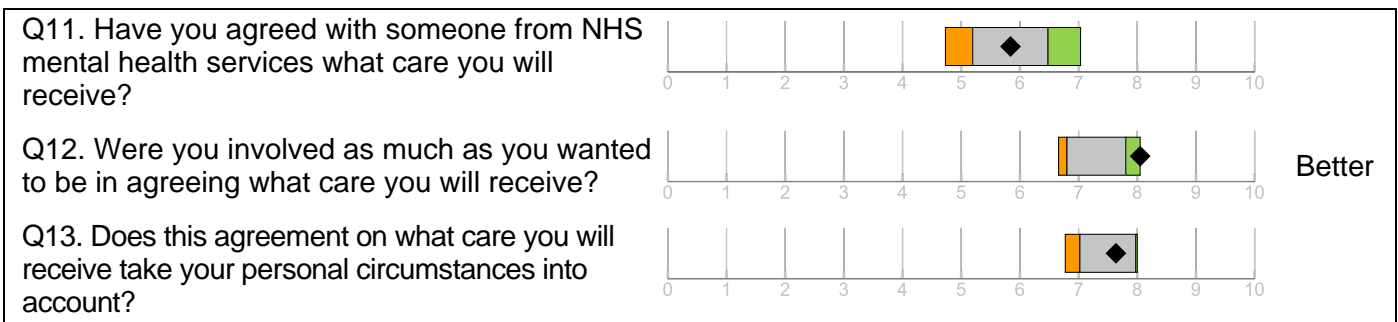 Q11. Have you agreed with someone from NHS
mental health services what care you will
receive?
0 1 2 3 4 5 6 7 8 9 10
Q12. Were you involved as much as you wanted
to be in agreeing what care you will receive?
Better
0 1 2 3 4 5 6 7 8 9 10
Q13. Does this agreement on what care you will
receive take your personal circumstances into
account?
0 1 2 3 4 5 6 7 8 9 10